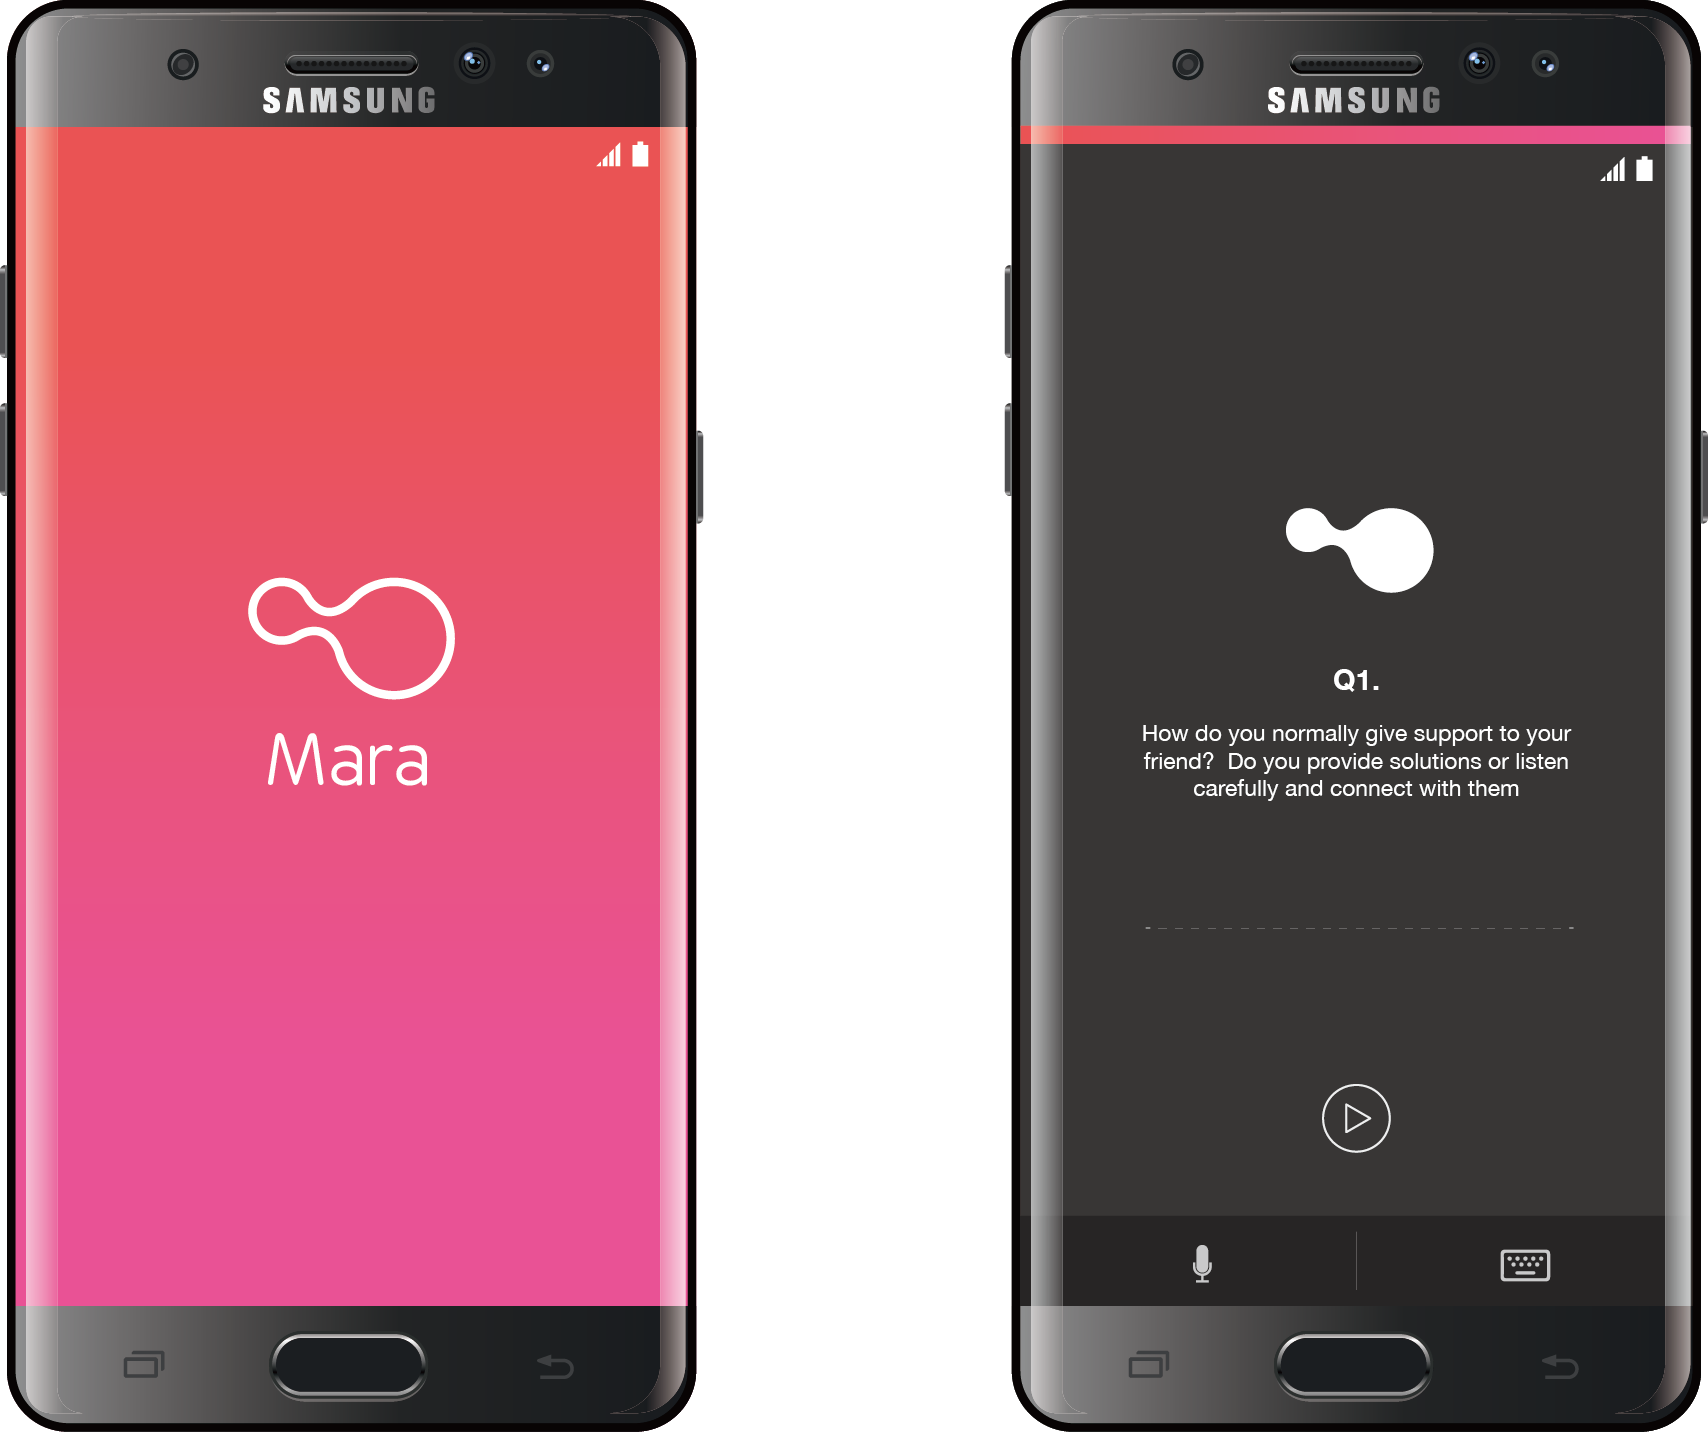 SAMSUNG
Mara
SAMSUNG
Q1.
How do you normally give support to your
friend?  Do you provide solutions or listen
carefully and connect with them